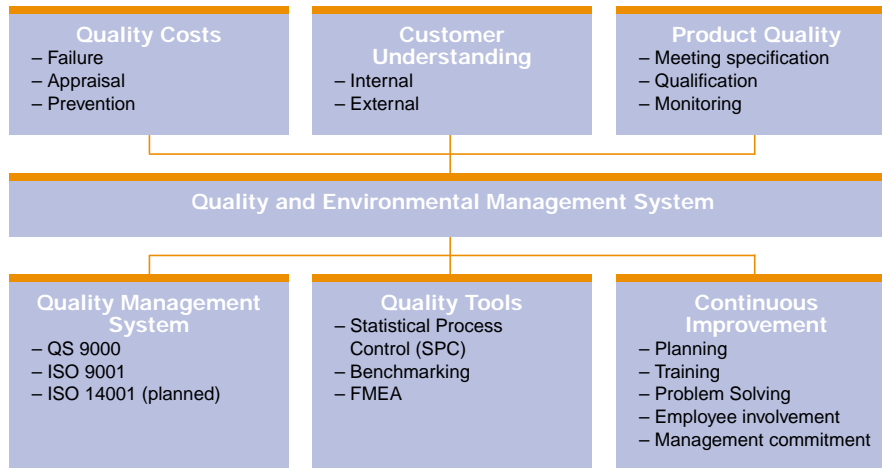 Quality Costs
– Failure
– Appraisal
– Prevention
Customer
Understanding
– Internal
– External
Product Quality
– Meeting specification
– Qualification
– Monitoring
Quality and Environmental Management System
Quality Management
System
– QS 9000
– ISO 9001
– ISO 14001 (planned)
Quality Tools
– Statistical Process
Control (SPC)
– Benchmarking
– FMEA
Continuous
Improvement
– Planning
– Training
– Problem Solving
– Employee involvement
– Management commitment